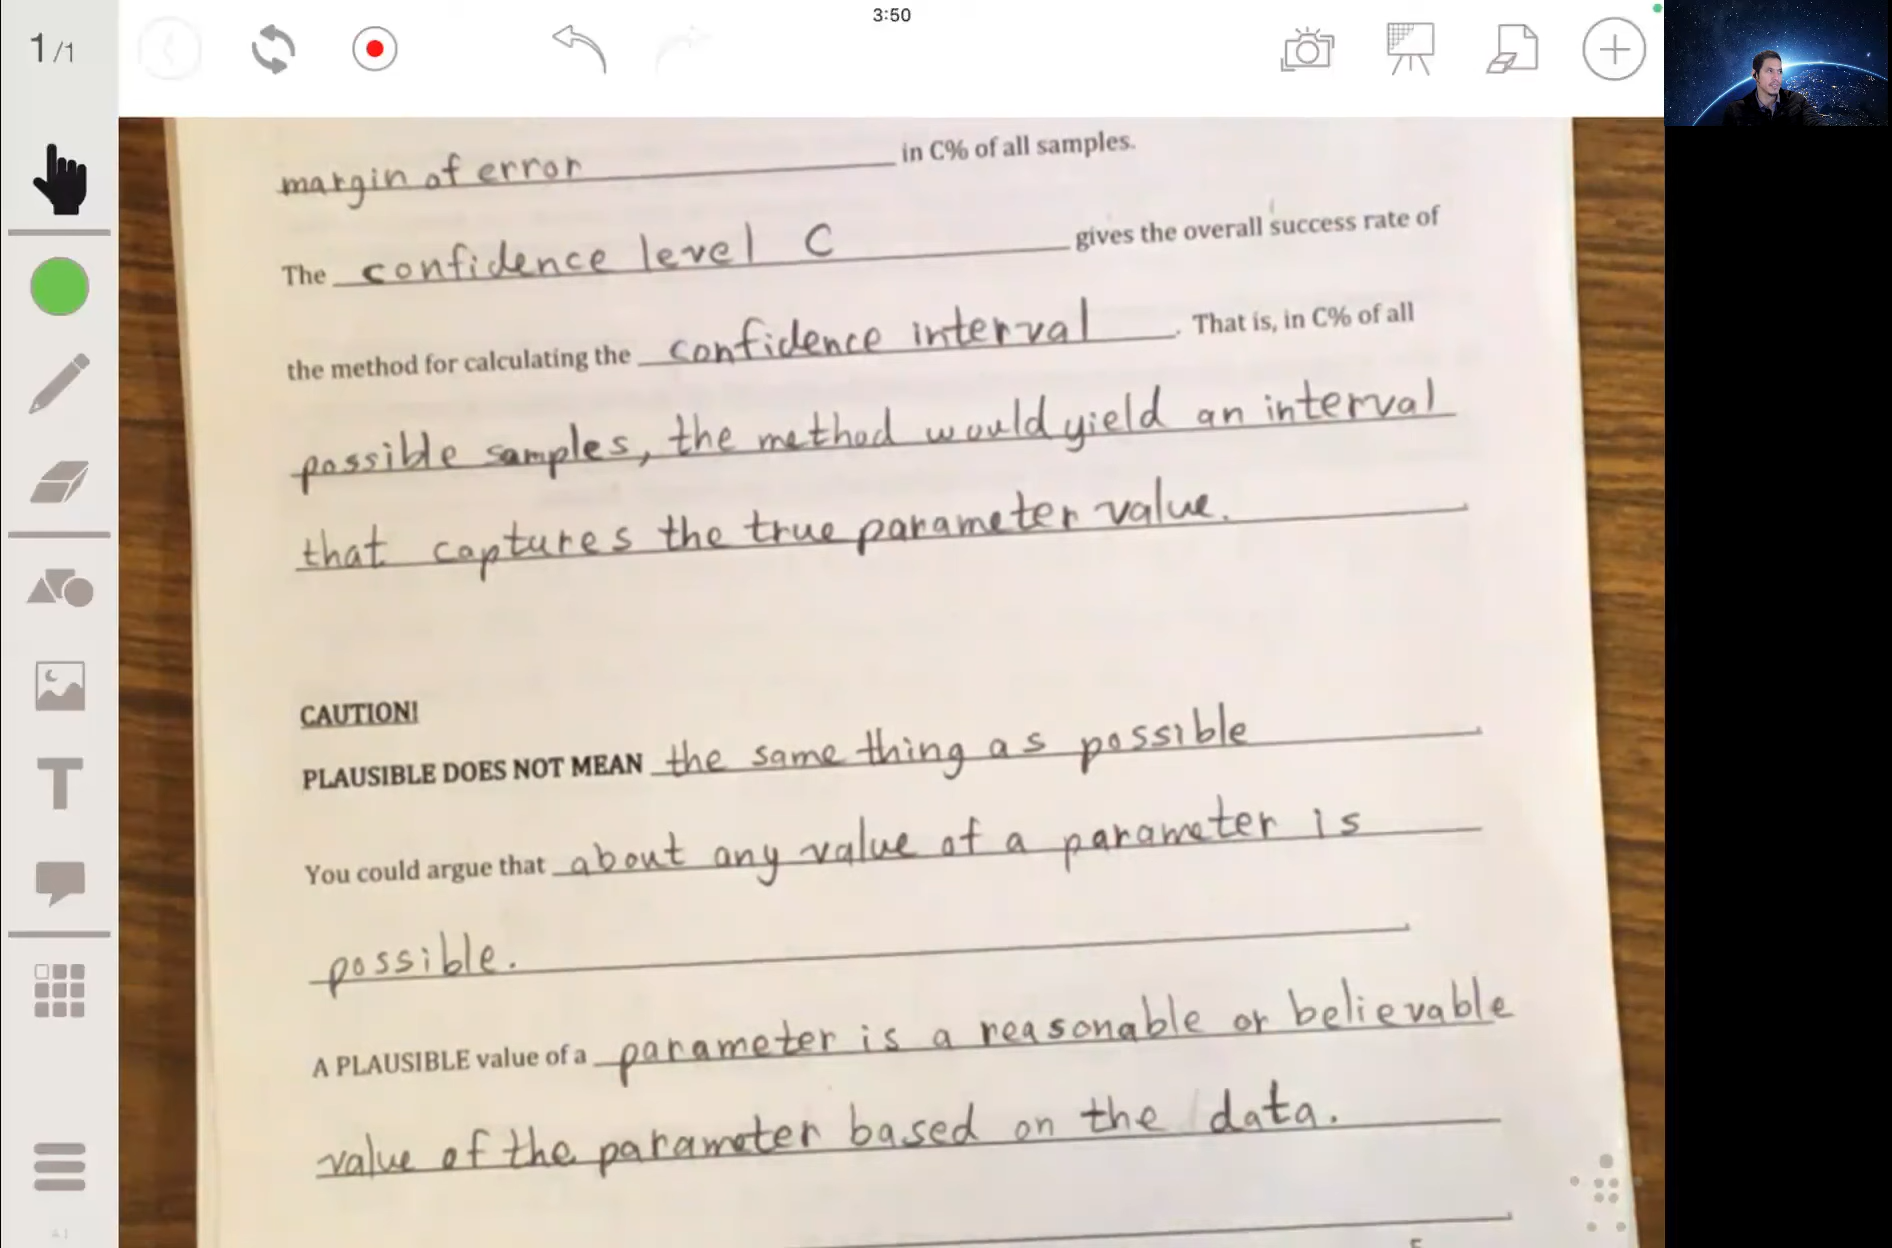 3:50
1/1
margin of error in C% of all samples.
The confidence level C gives the overall success rate of
the method for calculating the confidence interval. That is, in C% of all
possible samples, the method would yield an interval
that captures the true parameter value.
CAUTION!
PLAUSIBLE DOES NOT MEAN the same thing as possible
You could argue that about any value of a parameter is
possible.
A PLAUSIBLE value of a parameter is a reasonable or believable
value of the parameter based on the data.
T